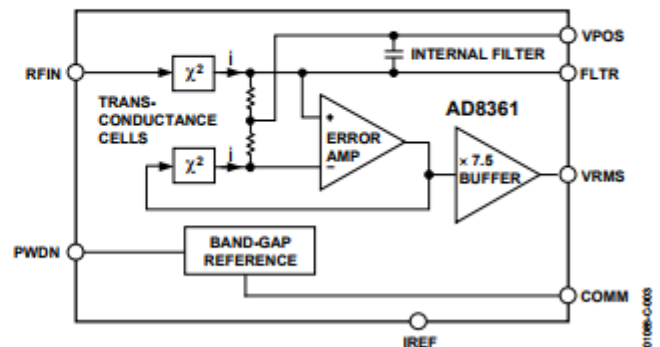 VPOS
INTERNAL FILTER
RFIN
χ²
i
FLTR
TRANS-
CONDUCTANCE
CELLS
AD8361
+
ERROR
AMP
−
χ²
i
× 7.5
BUFFER
VRMS
PWDN
BAND-GAP
REFERENCE
COMM
IREF
01088-C-003